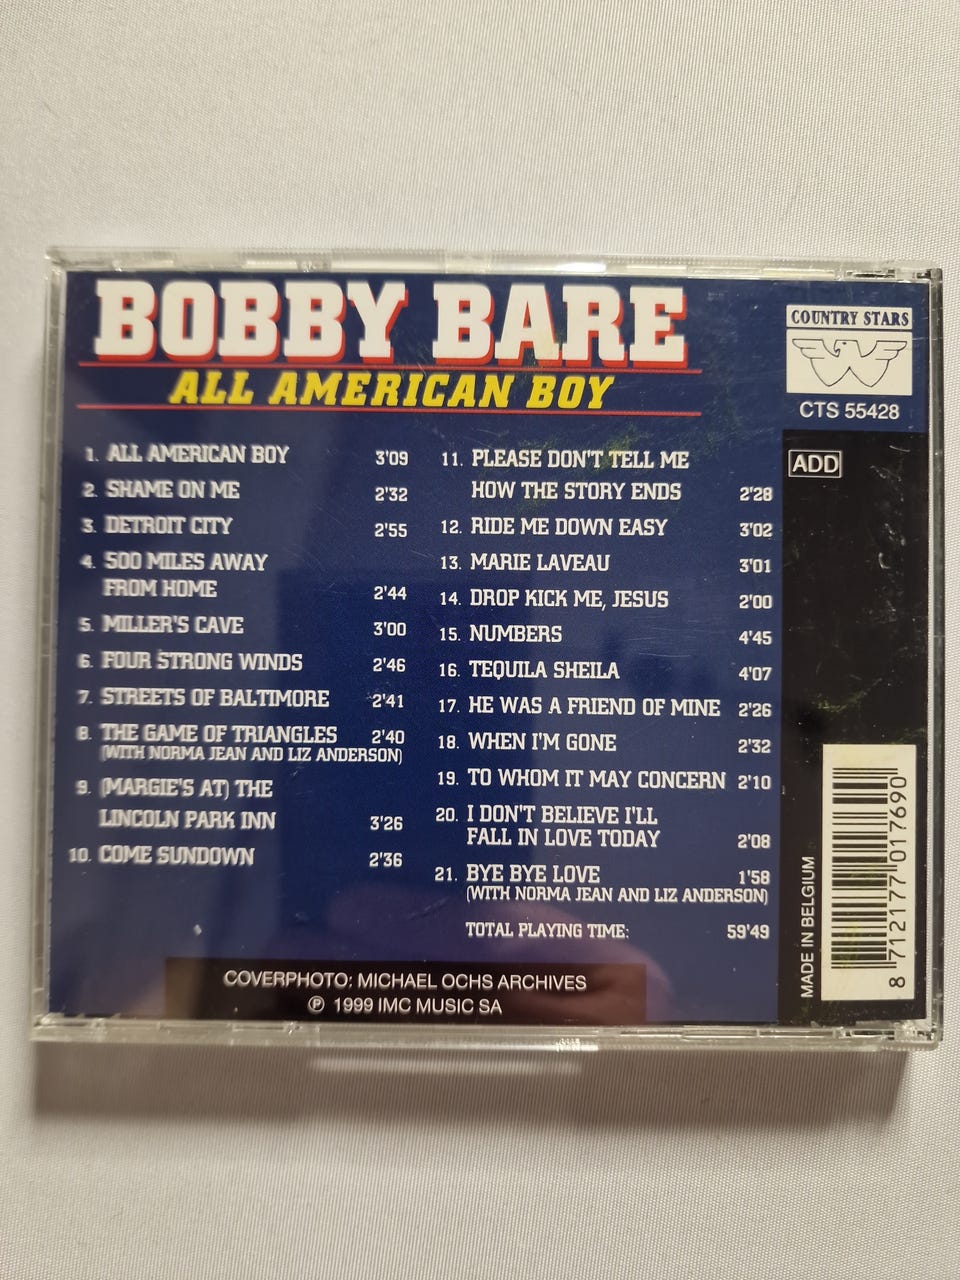 BOBBY BARE
ALL AMERICAN BOY
COUNTRY STARS
CTS 55428
ADD
1. ALL AMERICAN BOY 3'09
2. SHAME ON ME 2'32
3. DETROIT CITY 2'55
4. 500 MILES AWAY
FROM HOME 2'44
5. MILLER'S CAVE 3'00
6. FOUR STRONG WINDS 2'46
7. STREETS OF BALTIMORE 2'41
8. THE GAME OF TRIANGLES 2'40
(WITH NORMA JEAN AND LIZ ANDERSON)
9. (MARGIE'S AT) THE
LINCOLN PARK INN 3'26
10. COME SUNDOWN 2'36
11. PLEASE DON'T TELL ME
HOW THE STORY ENDS 2'28
12. RIDE ME DOWN EASY 3'02
13. MARIE LAVEAU 3'01
14. DROP KICK ME, JESUS 2'00
15. NUMBERS 4'45
16. TEQUILA SHEILA 4'07
17. HE WAS A FRIEND OF MINE 2'26
18. WHEN I'M GONE 2'32
19. TO WHOM IT MAY CONCERN 2'10
20. I DON'T BELIEVE I'LL
FALL IN LOVE TODAY 2'08
21. BYE BYE LOVE 1'58
(WITH NORMA JEAN AND LIZ ANDERSON)
TOTAL PLAYING TIME: 59'49
COVERPHOTO: MICHAEL OCHS ARCHIVES
℗ 1999 IMC MUSIC SA
MADE IN BELGIUM
8 712177 017690